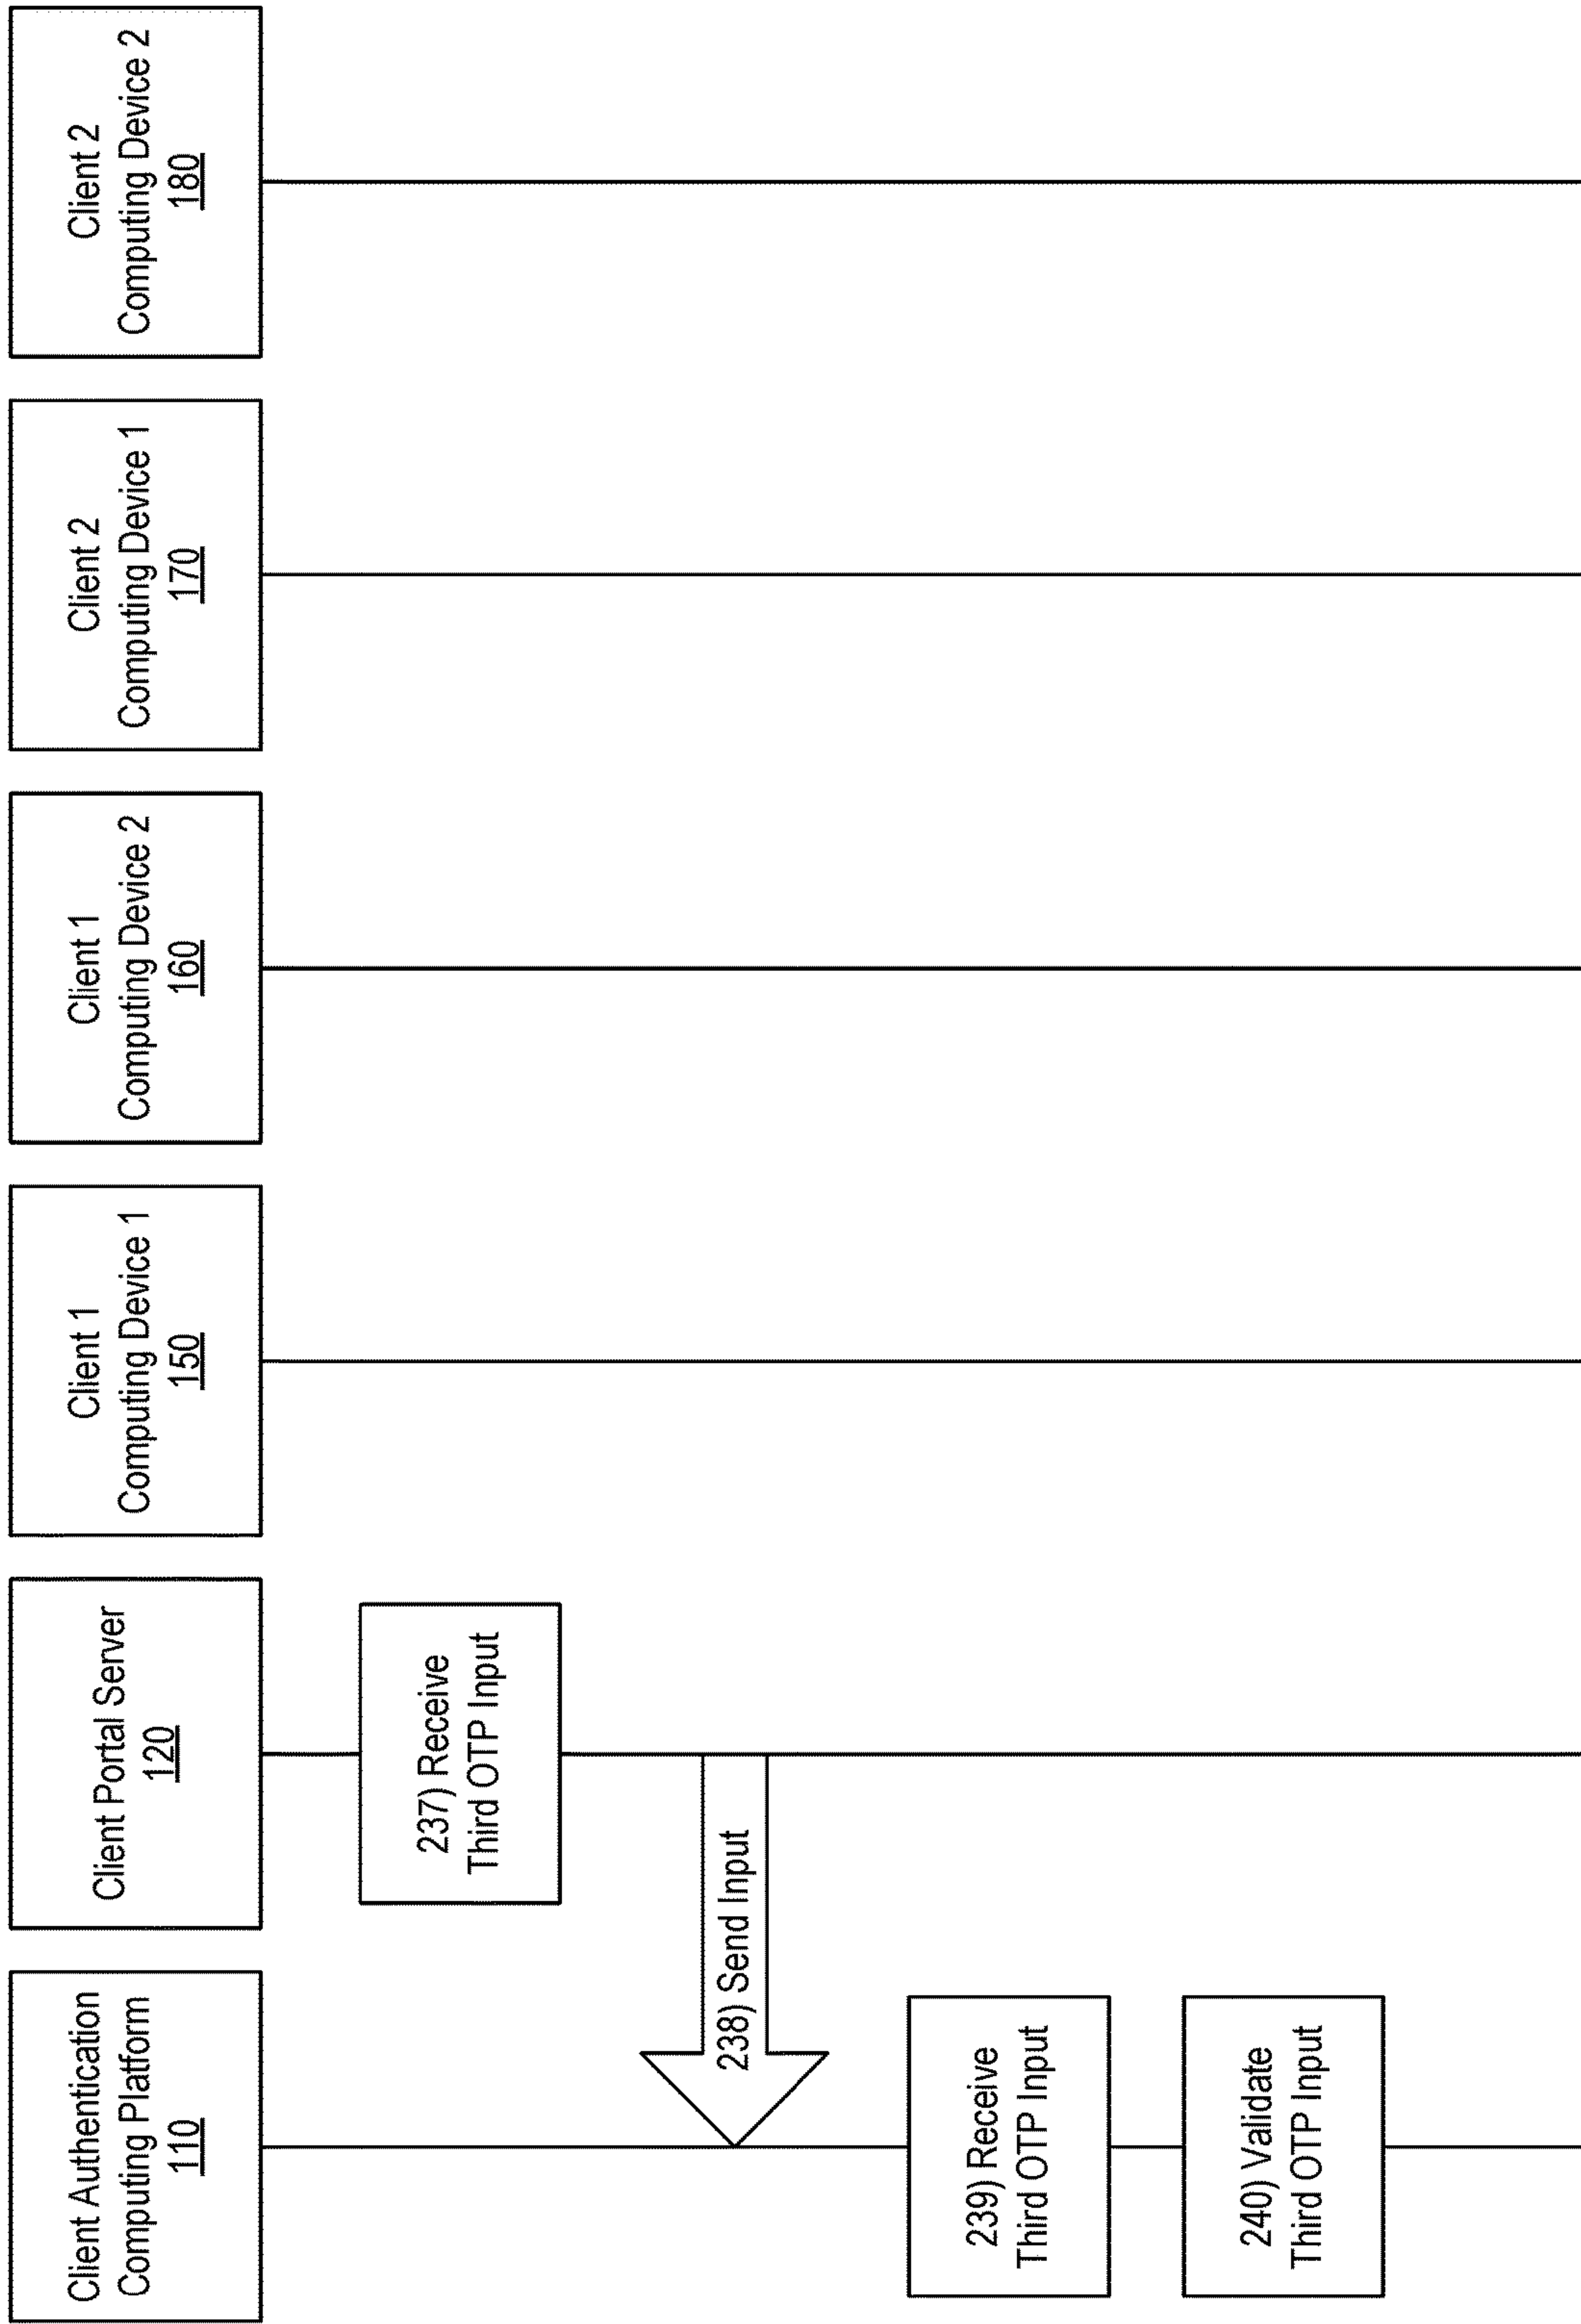 Client Authentication
Computing Platform
110
Client Portal Server
120
Client 1
Computing Device 1
150
Client 1
Computing Device 2
160
Client 2
Computing Device 1
170
Client 2
Computing Device 2
180
237) Receive
Third OTP Input
238) Send Input
239) Receive
Third OTP Input
240) Validate
Third OTP Input